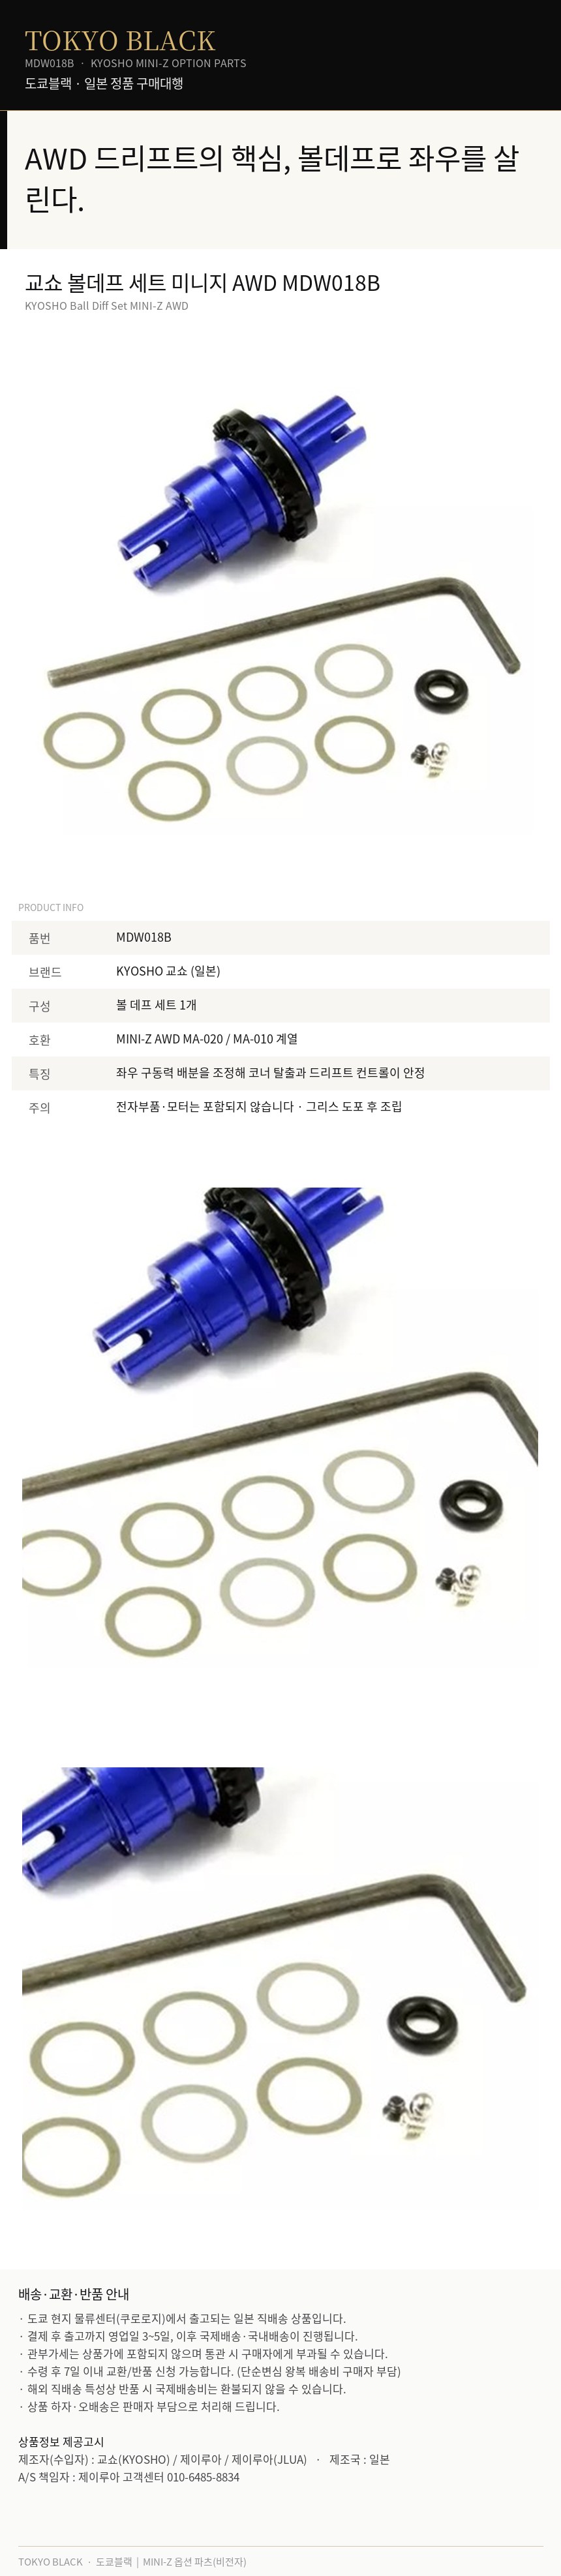 TOKYO BLACK
MDW018B · KYOSHO MINI-Z OPTION PARTS
도쿄블랙 · 일본 정품 구매대행
AWD 드리프트의 핵심, 볼데프로 좌우를 살
린다.
교쇼 볼데프 세트 미니지 AWD MDW018B
KYOSHO Ball Diff Set MINI-Z AWD
PRODUCT INFO
품번 MDW018B
브랜드 KYOSHO 교쇼 (일본)
구성 볼 데프 세트 1개
호환 MINI-Z AWD MA-020 / MA-010 계열
특징 좌우 구동력 배분을 조정해 코너 탈출과 드리프트 컨트롤이 안정
주의 전자부품·모터는 포함되지 않습니다 · 그리스 도포 후 조립
배송·교환·반품 안내
· 도쿄 현지 물류센터(쿠로로지)에서 출고되는 일본 직배송 상품입니다.
· 결제 후 출고까지 영업일 3~5일, 이후 국제배송·국내배송이 진행됩니다.
· 관부가세는 상품가에 포함되지 않으며 통관 시 구매자에게 부과될 수 있습니다.
· 수령 후 7일 이내 교환/반품 신청 가능합니다. (단순변심 왕복 배송비 구매자 부담)
· 해외 직배송 특성상 반품 시 국제배송비는 환불되지 않을 수 있습니다.
· 상품 하자·오배송은 판매자 부담으로 처리해 드립니다.
상품정보 제공고시
제조자(수입자) : 교쇼(KYOSHO) / 제이루아 / 제이루아(JLUA) · 제조국 : 일본
A/S 책임자 : 제이루아 고객센터 010-6485-8834
TOKYO BLACK · 도쿄블랙 | MINI-Z 옵션 파츠(비전자)